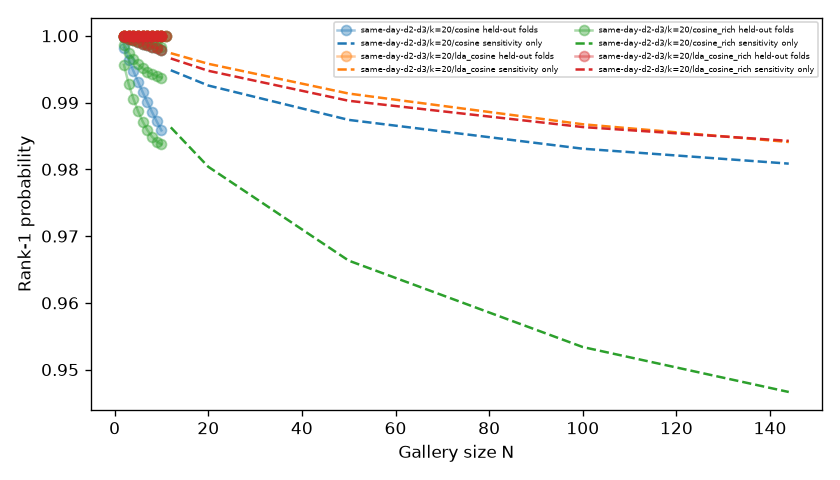 same-day-d2-d3/k=20/cosine held-out folds
same-day-d2-d3/k=20/cosine sensitivity only
same-day-d2-d3/k=20/lda_cosine held-out folds
same-day-d2-d3/k=20/lda_cosine sensitivity only
same-day-d2-d3/k=20/cosine_rich held-out folds
same-day-d2-d3/k=20/cosine_rich sensitivity only
same-day-d2-d3/k=20/lda_cosine_rich held-out folds
same-day-d2-d3/k=20/lda_cosine_rich sensitivity only
Rank-1 probability
1.00
0.99
0.98
0.97
0.96
0.95
0
20
40
60
80
100
120
140
Gallery size N